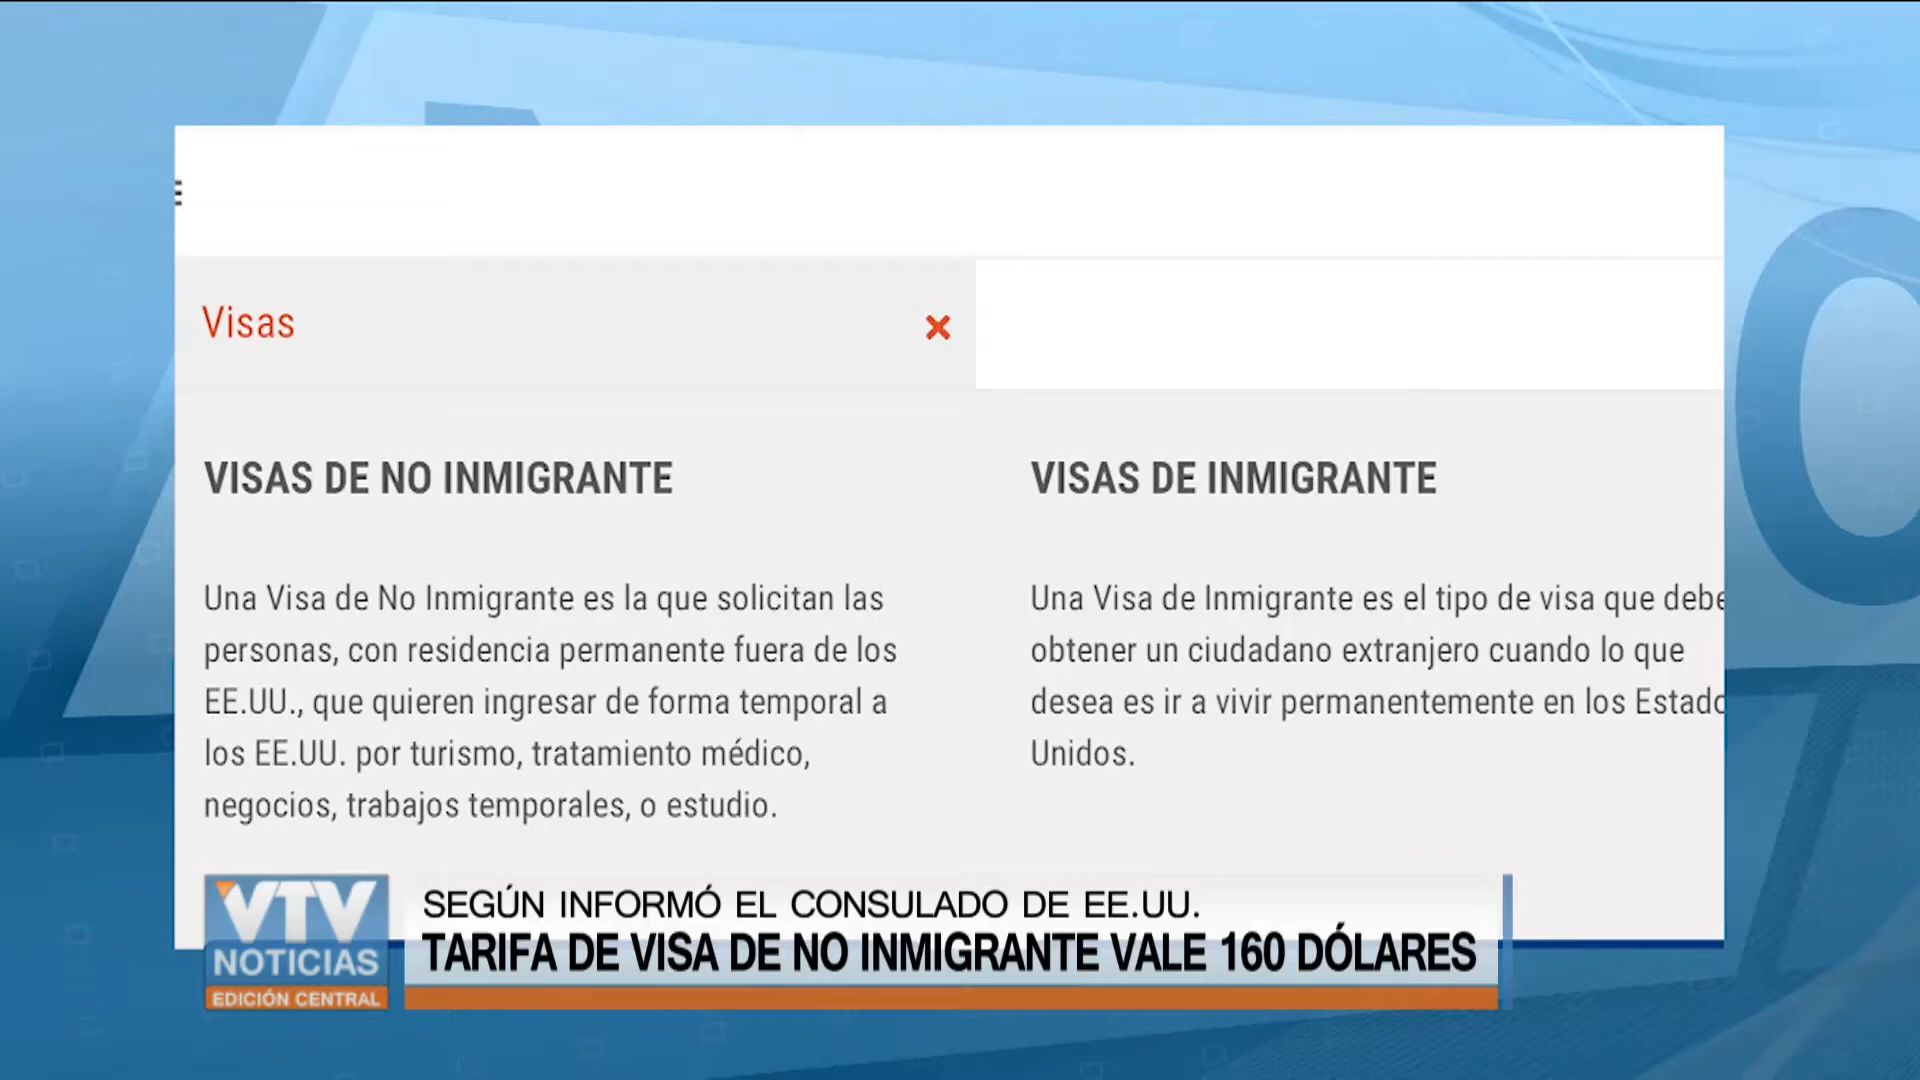 Visas
VISAS DE NO INMIGRANTE
Una Visa de No Inmigrante es la que solicitan las
personas, con residencia permanente fuera de los
EE.UU., que quieren ingresar de forma temporal a
los EE.UU. por turismo, tratamiento médico,
negocios, trabajos temporales, o estudio.
VISAS DE INMIGRANTE
Una Visa de Inmigrante es el tipo de visa que debe
obtener un ciudadano extranjero cuando lo que
desea es ir a vivir permanentemente en los Estado
Unidos.
VTV
NOTICIAS
EDICIÓN CENTRAL
SEGÚN INFORMÓ EL CONSULADO DE EE.UU.
TARIFA DE VISA DE NO INMIGRANTE VALE 160 DÓLARES